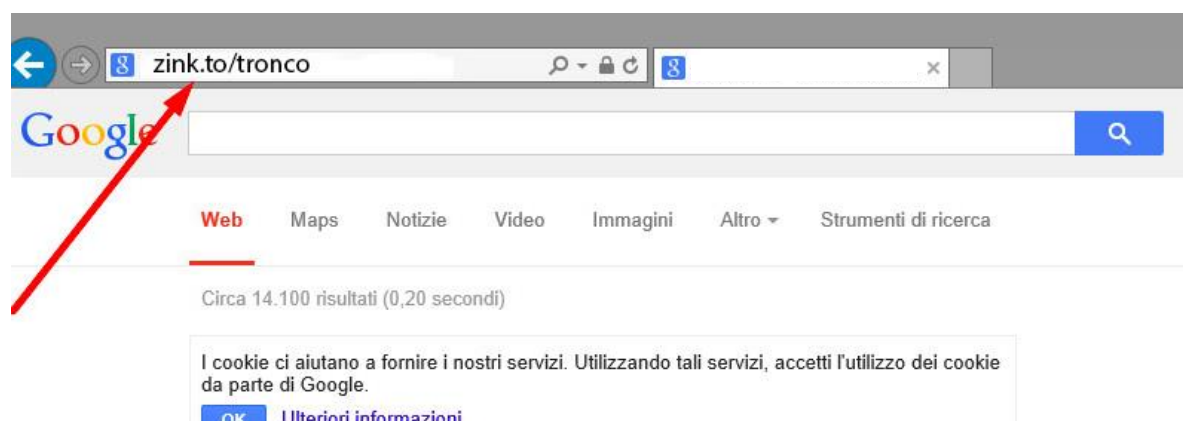 zink.to/tronco
Google
Web Maps Notizie Video Immagini Altro Strumenti di ricerca
Circa 14.100 risultati (0,20 secondi)
I cookie ci aiutano a fornire i nostri servizi. Utilizzando tali servizi, accetti l'utilizzo dei cookie
da parte di Google.
OK Ulteriori informazioni